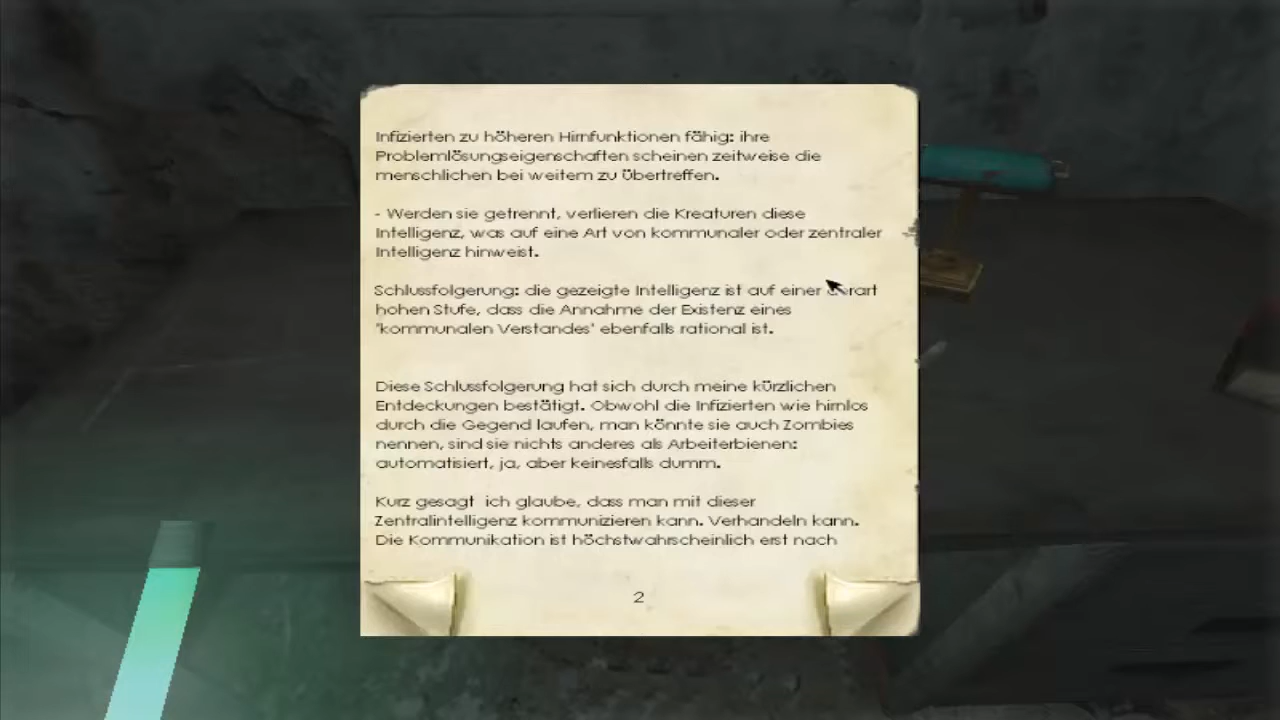 Infizierten zu höheren Hirnfunktionen fähig: ihre
Problemlösungseigenschaften scheinen zeitweise die
menschlichen bei weitem zu übertreffen.
- Werden sie getrennt, verlieren die Kreaturen diese
Intelligenz, was auf eine Art von kommunaler oder zentraler
Intelligenz hinweist.
Schlussfolgerung: die gezeigte Intelligenz ist auf einer
hohen Stufe, dass die Annahme der Existenz eines
'kommunalen Verstandes' ebenfalls rational ist.
Diese Schlussfolgerung hat sich durch meine kürzlichen
Entdeckungen bestätigt. Obwohl die Infizierten wie hirnlos
durch die Gegend laufen, man könnte sie auch Zombies
nennen, sind sie nichts anderes als Arbeiterbienen:
automatisiert, ja, aber keinesfalls dumm.
Kurz gesagt ich glaube, dass man mit dieser
Zentralintelligenz kommunizieren kann. Verhandeln kann.
Die Kommunikation ist höchstwahrscheinlich erst nach
2